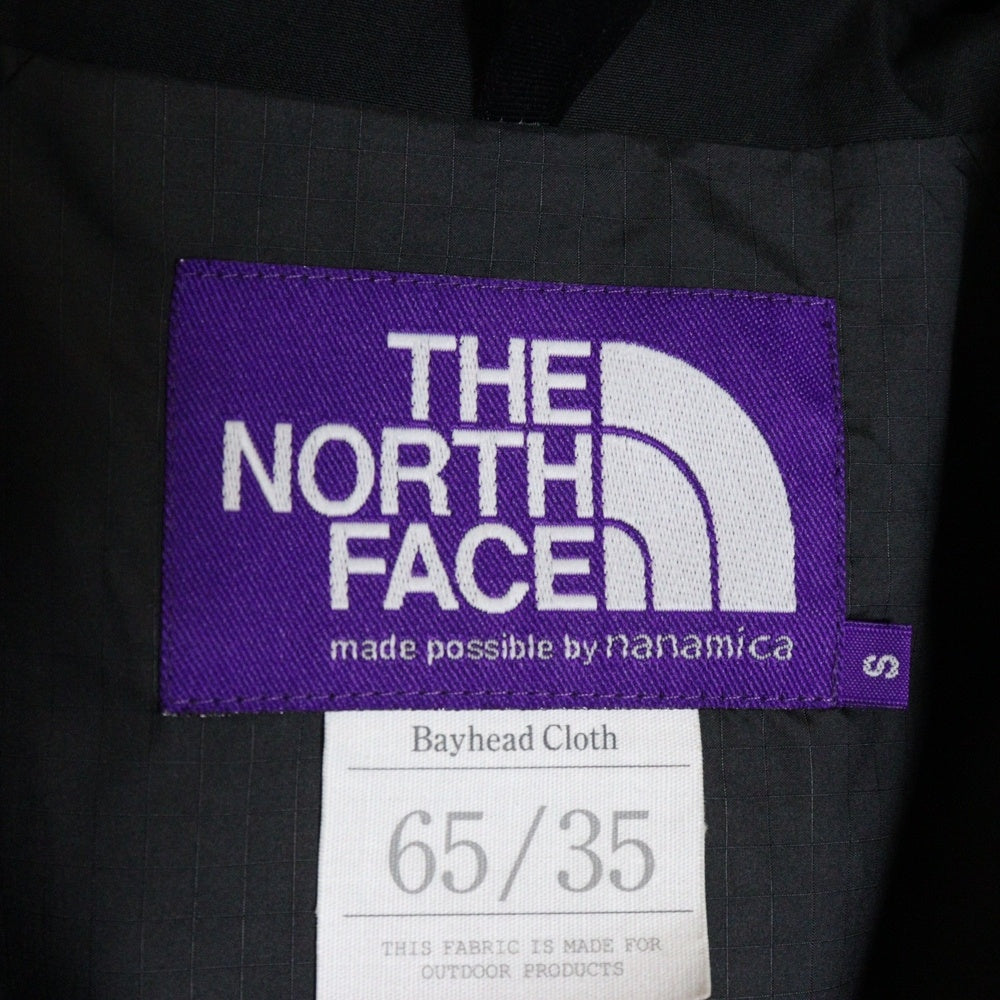 THE
NORTH
FACE
made possible by nanamica
S
Bayhead Cloth
65/35
THIS FABRIC IS MADE FOR
OUTDOOR PRODUCTS